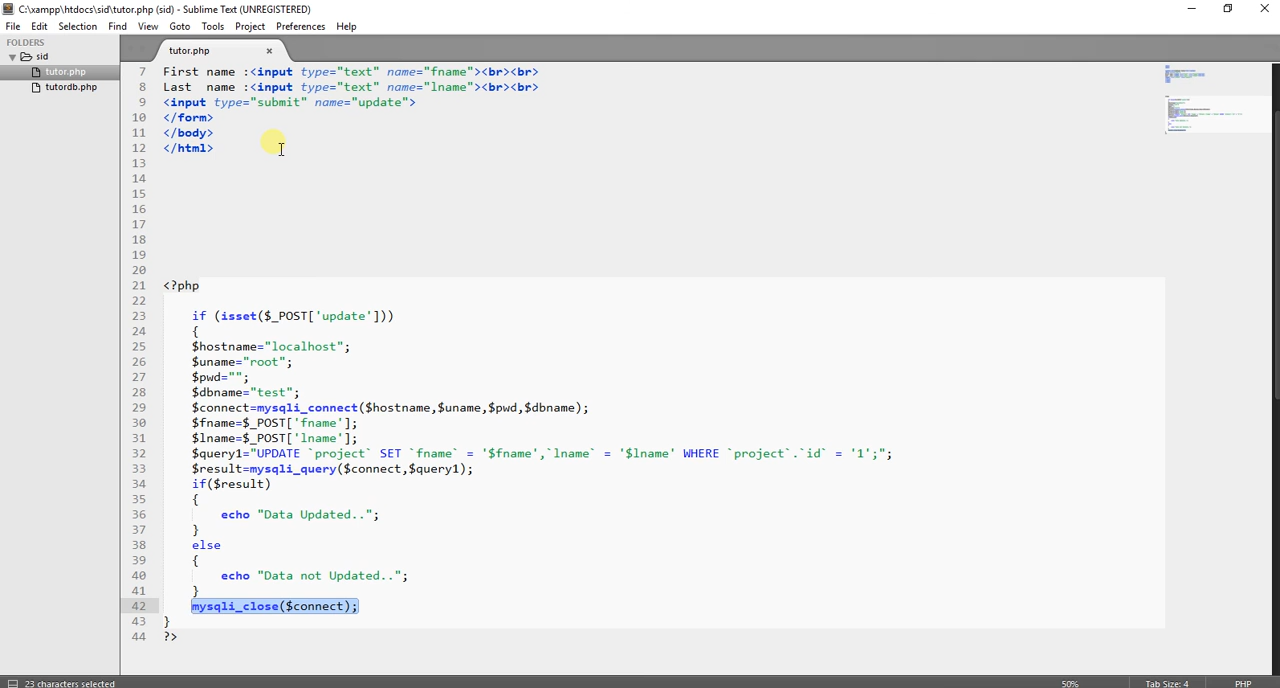 C:\xampp\htdocs\sid\tutor.php (sid) - Sublime Text (UNREGISTERED)
File Edit Selection Find View Goto Tools Project Preferences Help
FOLDERS
sid
tutor.php
tutordb.php
tutor.php
7 First name :<input type="text" name="fname"><br><br>
8 Last  name :<input type="text" name="lname"><br><br>
9 <input type="submit" name="update">
10 </form>
11 </body>
12 </html>
13
14
15
16
17
18
19
20
21 <?php
22
23     if (isset($_POST['update']))
24     {
25     $hostname="localhost";
26     $uname="root";
27     $pwd="";
28     $dbname="test";
29     $connect=mysqli_connect($hostname,$uname,$pwd,$dbname);
30     $fname=$_POST['fname'];
31     $lname=$_POST['lname'];
32     $query1="UPDATE `project` SET `fname` = '$fname',`lname` = '$lname' WHERE `project`.`id` = '1';";
33     $result=mysqli_query($connect,$query1);
34     if($result)
35     {
36         echo "Data Updated..";
37     }
38     else
39     {
40         echo "Data not Updated..";
41     }
42     mysqli_close($connect);
43 }
44 ?>
23 characters selected 50% Tab Size: 4 PHP